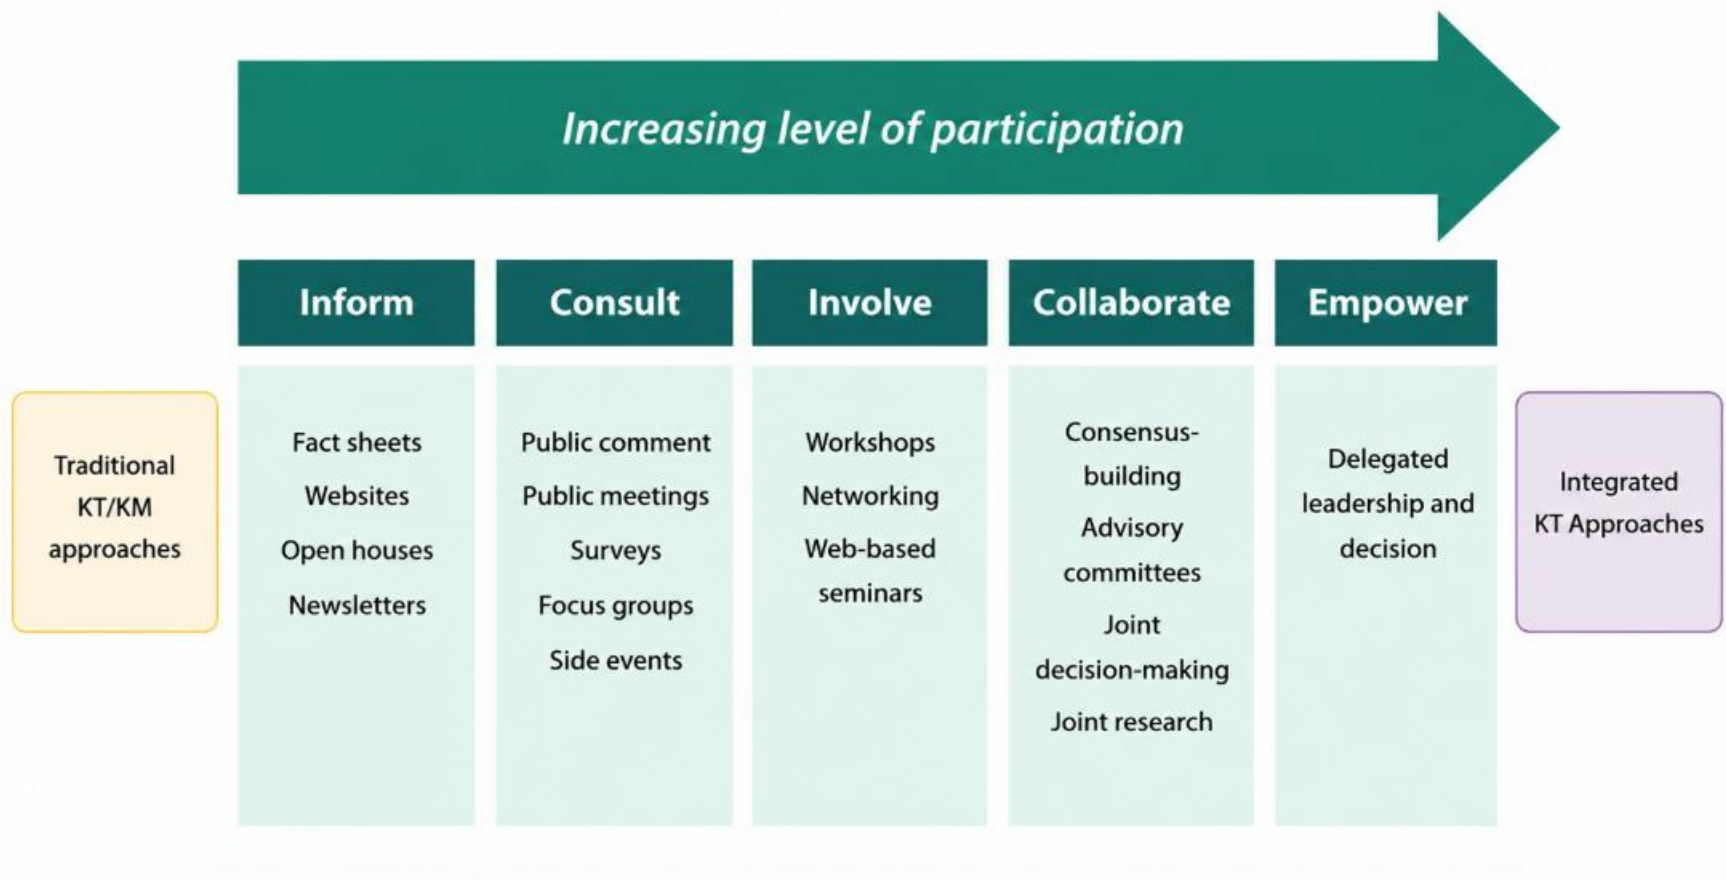 Increasing level of participation
Inform
Consult
Involve
Collaborate
Empower
Traditional
KT/KM
approaches
Fact sheets
Websites
Open houses
Newsletters
Public comment
Public meetings
Surveys
Focus groups
Side events
Workshops
Networking
Web-based
seminars
Consensus-
building
Advisory
committees
Joint
decision-making
Joint research
Delegated
leadership and
decision
Integrated
KT Approaches